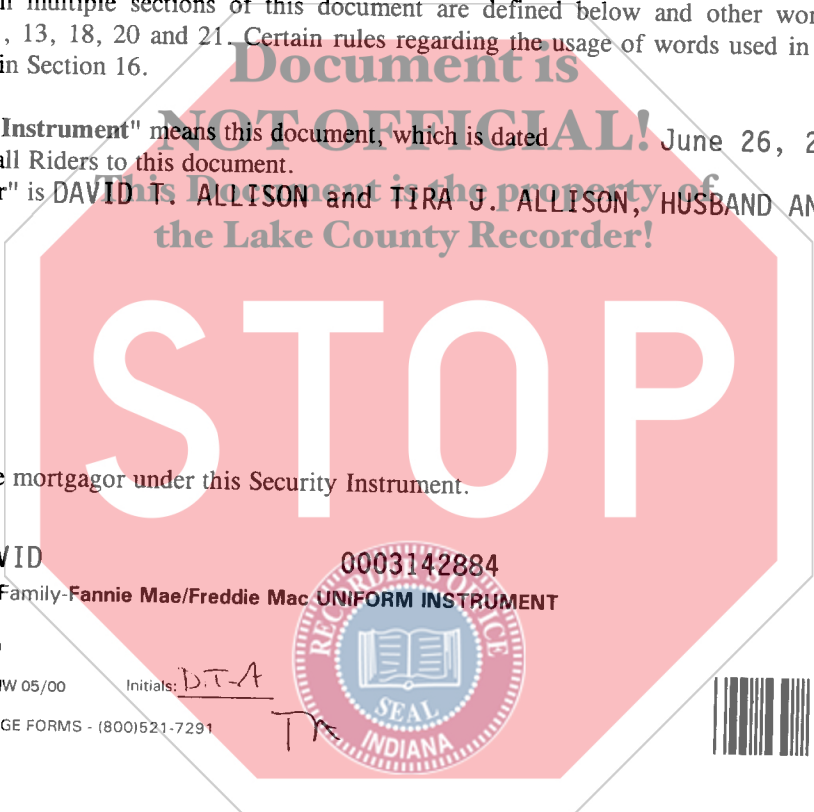 multiple sections of this document are defined below and other wor
, 13, 18, 20 and 21. Certain rules regarding the usage of words used in
in Section 16.
Document is
NOT OFFICIAL!
Instrument" means this document, which is dated June 26, 2
all Riders to this document.
This Document is the property of
r" is DAVID T. ALLISON and TIRA J. ALLISON, HUSBAND AN
the Lake County Recorder!
STOP
e mortgagor under this Security Instrument.
VID 0003142884
Family-Fannie Mae/Freddie Mac UNIFORM INSTRUMENT
RECORDER'S OFFICE
W 05/00 Initials: D.T-A
SEAL
GE FORMS - (800)521-7291
INDIANA